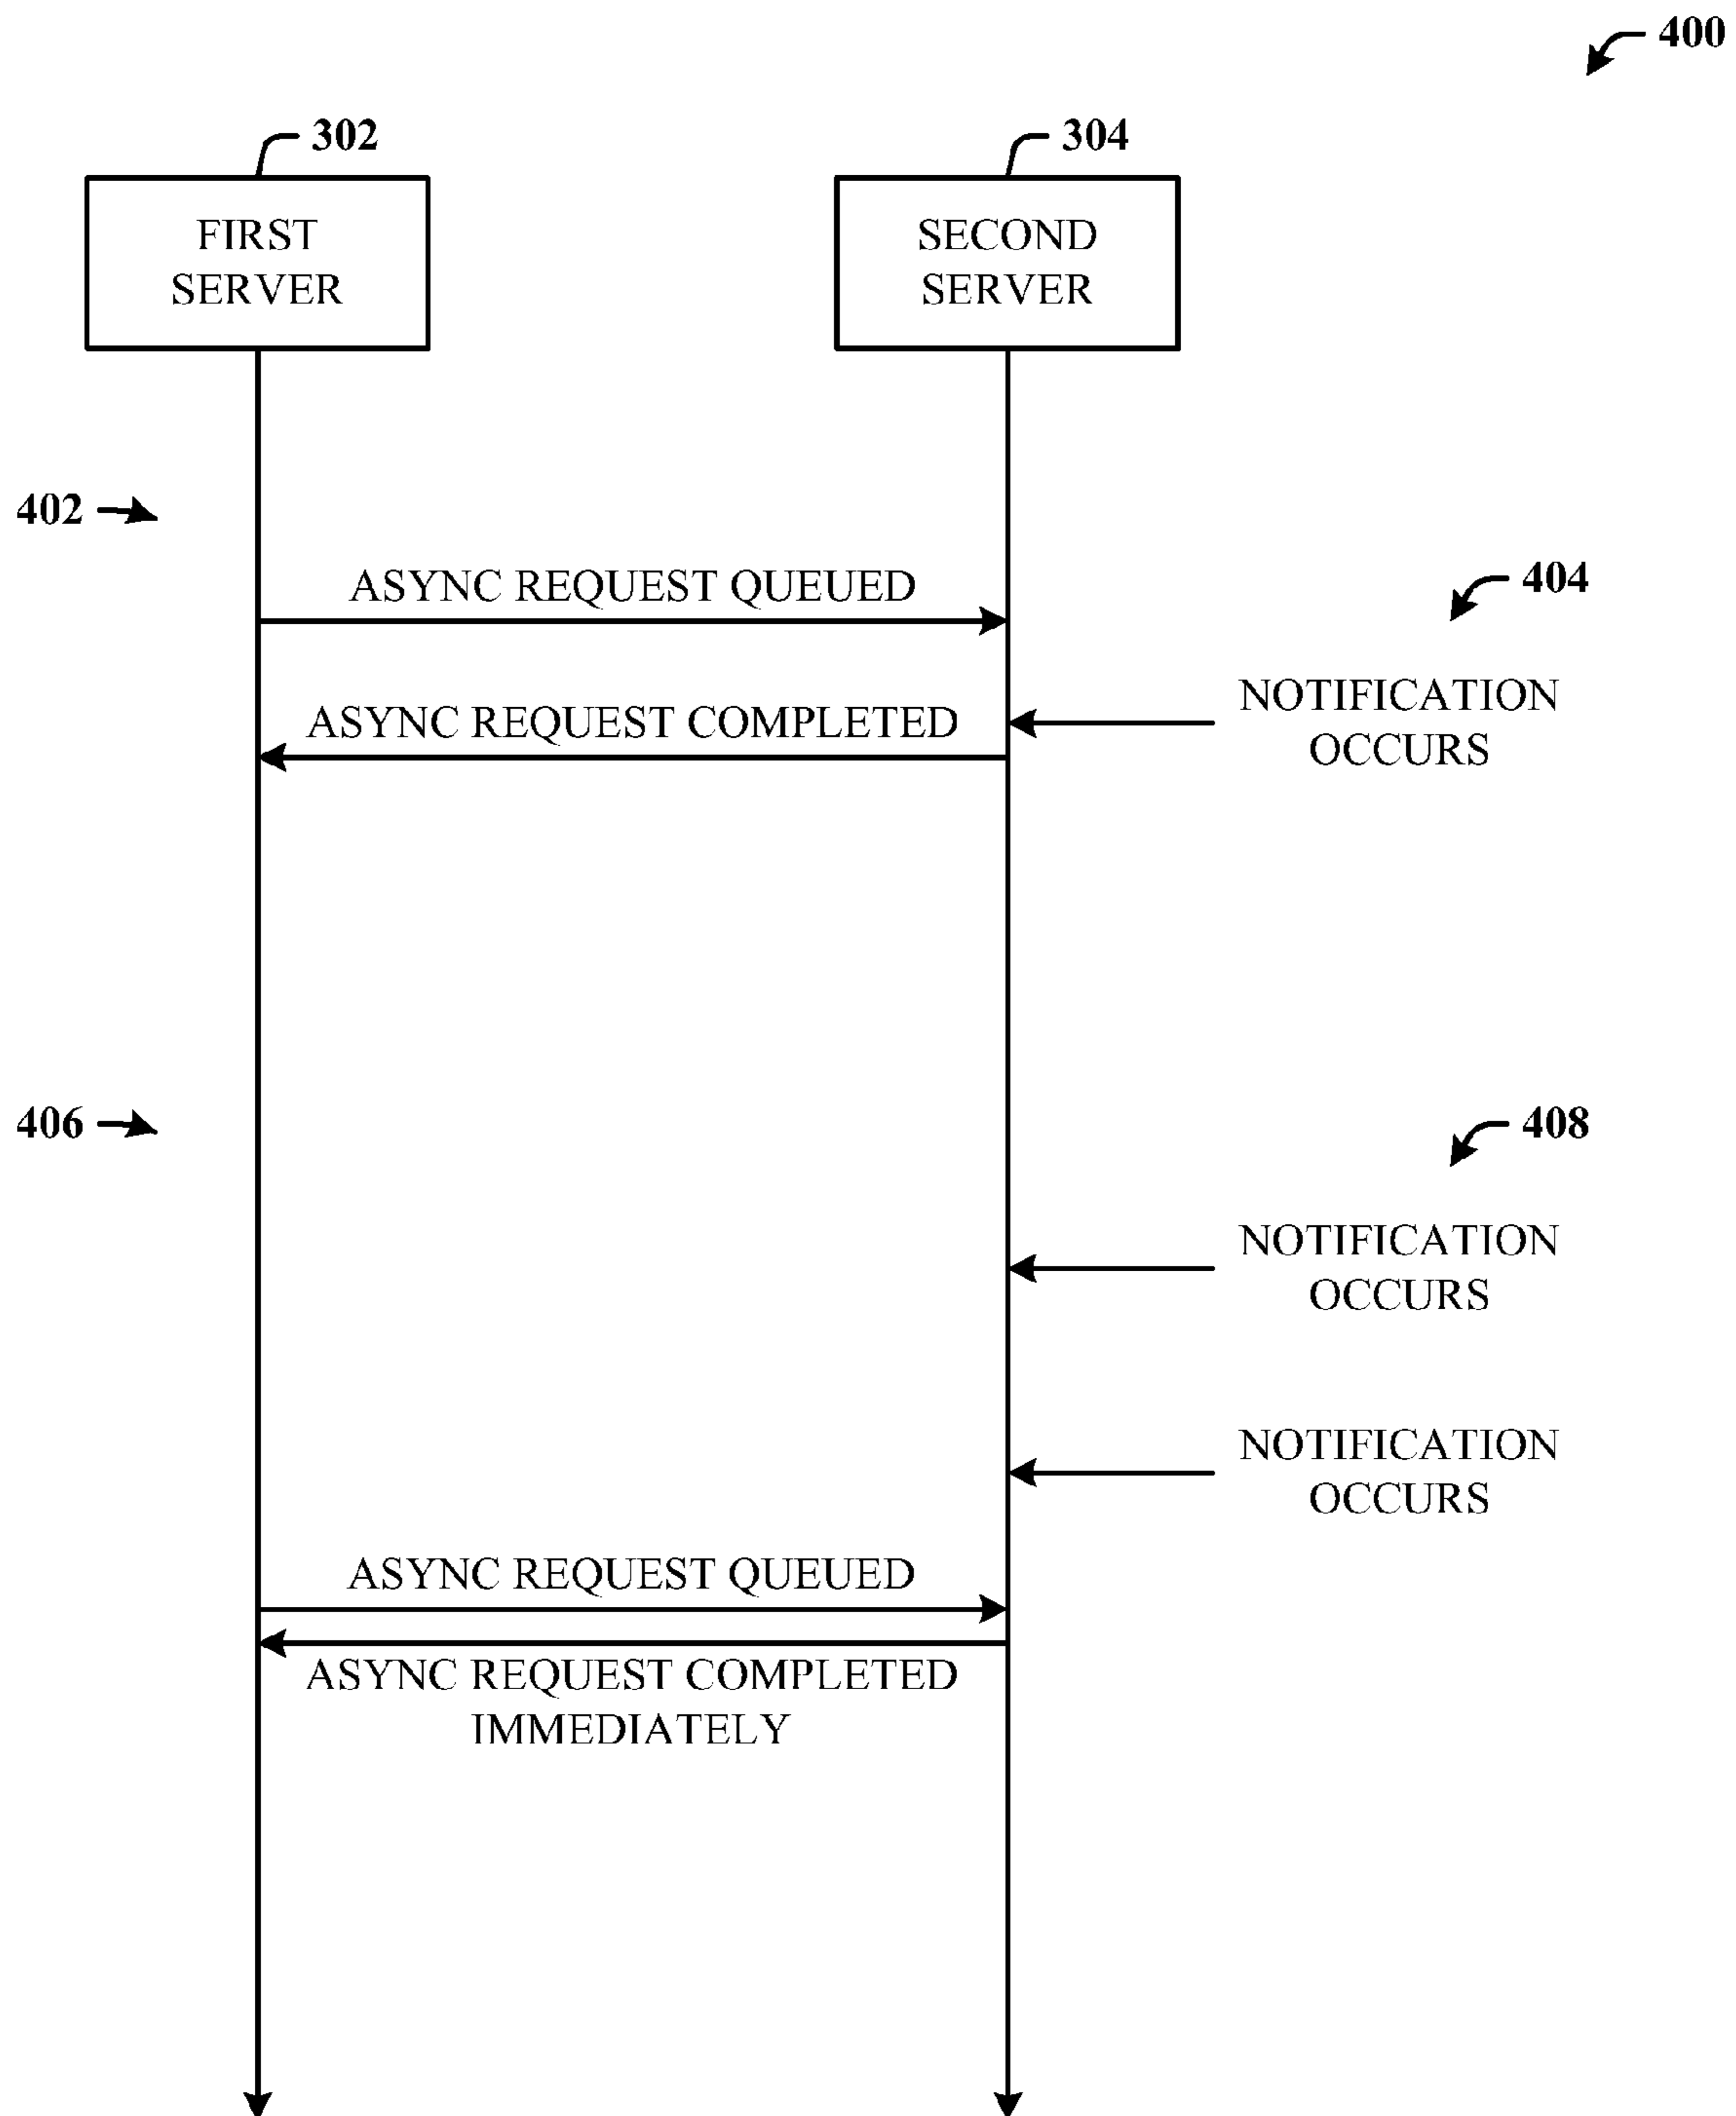 400
302
304
FIRST
SERVER
SECOND
SERVER
402
ASYNC REQUEST QUEUED
404
NOTIFICATION
OCCURS
ASYNC REQUEST COMPLETED
406
408
NOTIFICATION
OCCURS
NOTIFICATION
OCCURS
ASYNC REQUEST QUEUED
ASYNC REQUEST COMPLETED
IMMEDIATELY